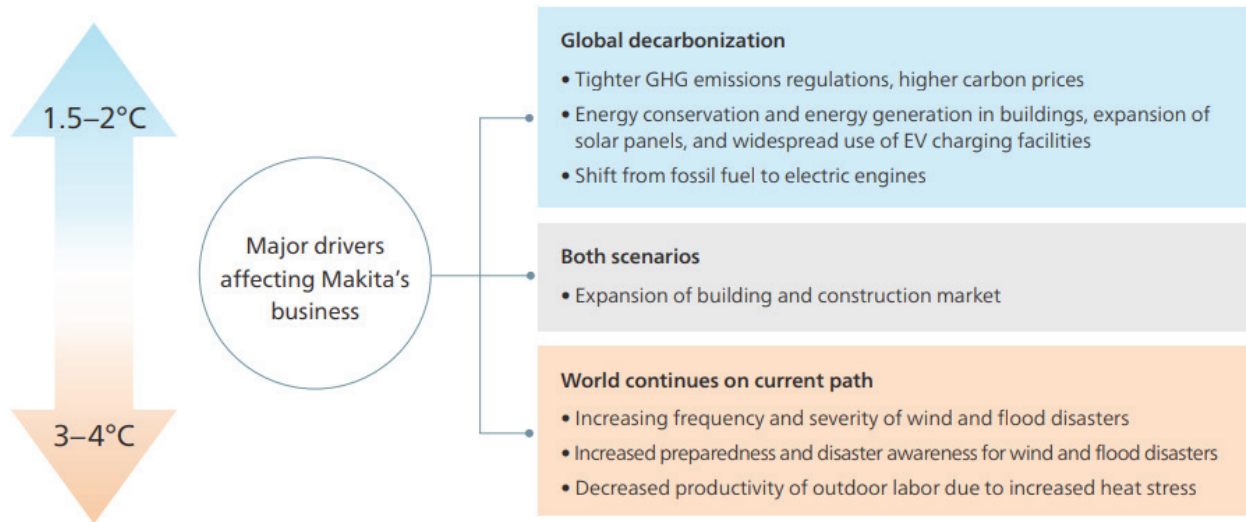 1.5–2°C
3–4°C
Major drivers
affecting Makita's
business
Global decarbonization
• Tighter GHG emissions regulations, higher carbon prices
• Energy conservation and energy generation in buildings, expansion of
solar panels, and widespread use of EV charging facilities
• Shift from fossil fuel to electric engines
Both scenarios
• Expansion of building and construction market
World continues on current path
• Increasing frequency and severity of wind and flood disasters
• Increased preparedness and disaster awareness for wind and flood disasters
• Decreased productivity of outdoor labor due to increased heat stress